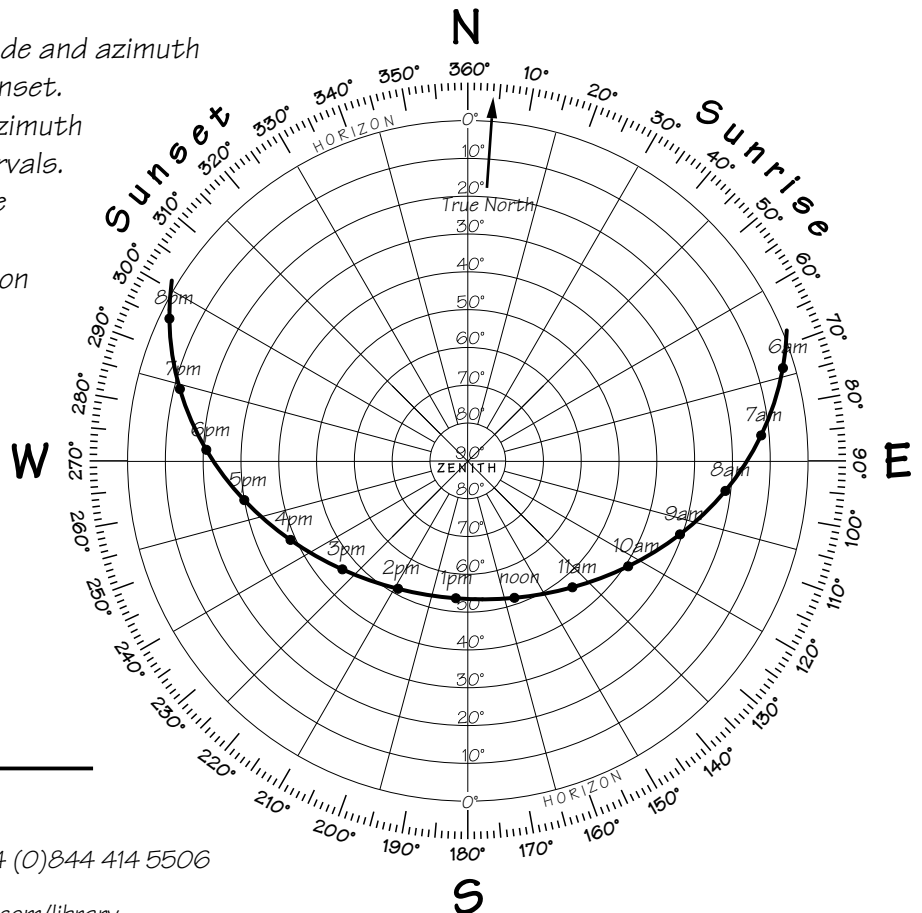 de and azimuth
nset.
zimuth
rvals.
e
on
4 (0)844 414 5506
com/library
N
Sunset
Sunrise
360°
10°
20°
30°
40°
50°
60°
70°
80°
90°
100°
110°
120°
130°
140°
150°
160°
170°
180°
190°
200°
210°
220°
230°
240°
250°
260°
270°
280°
290°
300°
310°
320°
330°
340°
350°
HORIZON
0°
10°
20°
True North
30°
40°
50°
60°
70°
80°
90°
ZENITH
80°
70°
60°
50°
40°
30°
20°
10°
0°
HORIZON
W
E
8pm
7pm
6pm
5pm
4pm
3pm
2pm
1pm
noon
11am
10am
9am
8am
7am
6am
S